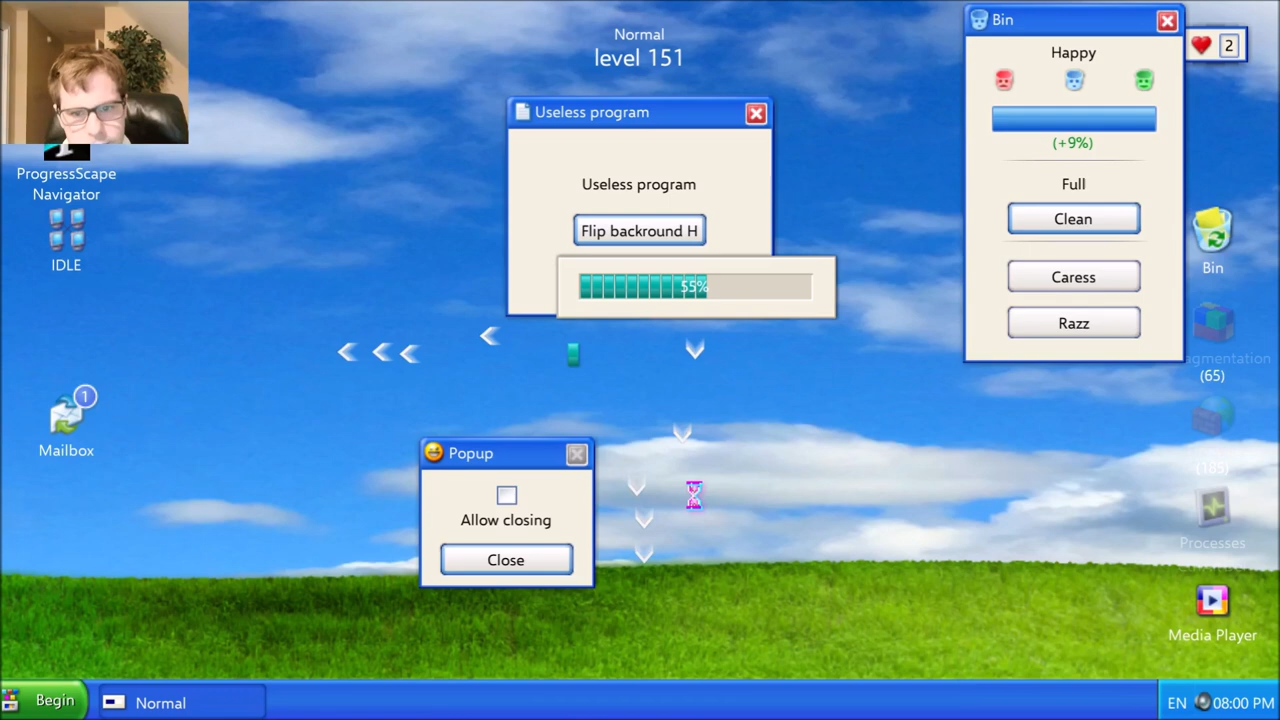 Normal
level 151
ProgressScape
Navigator
IDLE
Mailbox
1
Useless program
Useless program
Flip backround H
55%
Popup
Allow closing
Close
Bin
Happy
(+9%)
Full
Clean
Caress
Razz
2
Bin
gmentation
(65)
(185)
Processes
Media Player
Begin
Normal
EN
08:00 PM